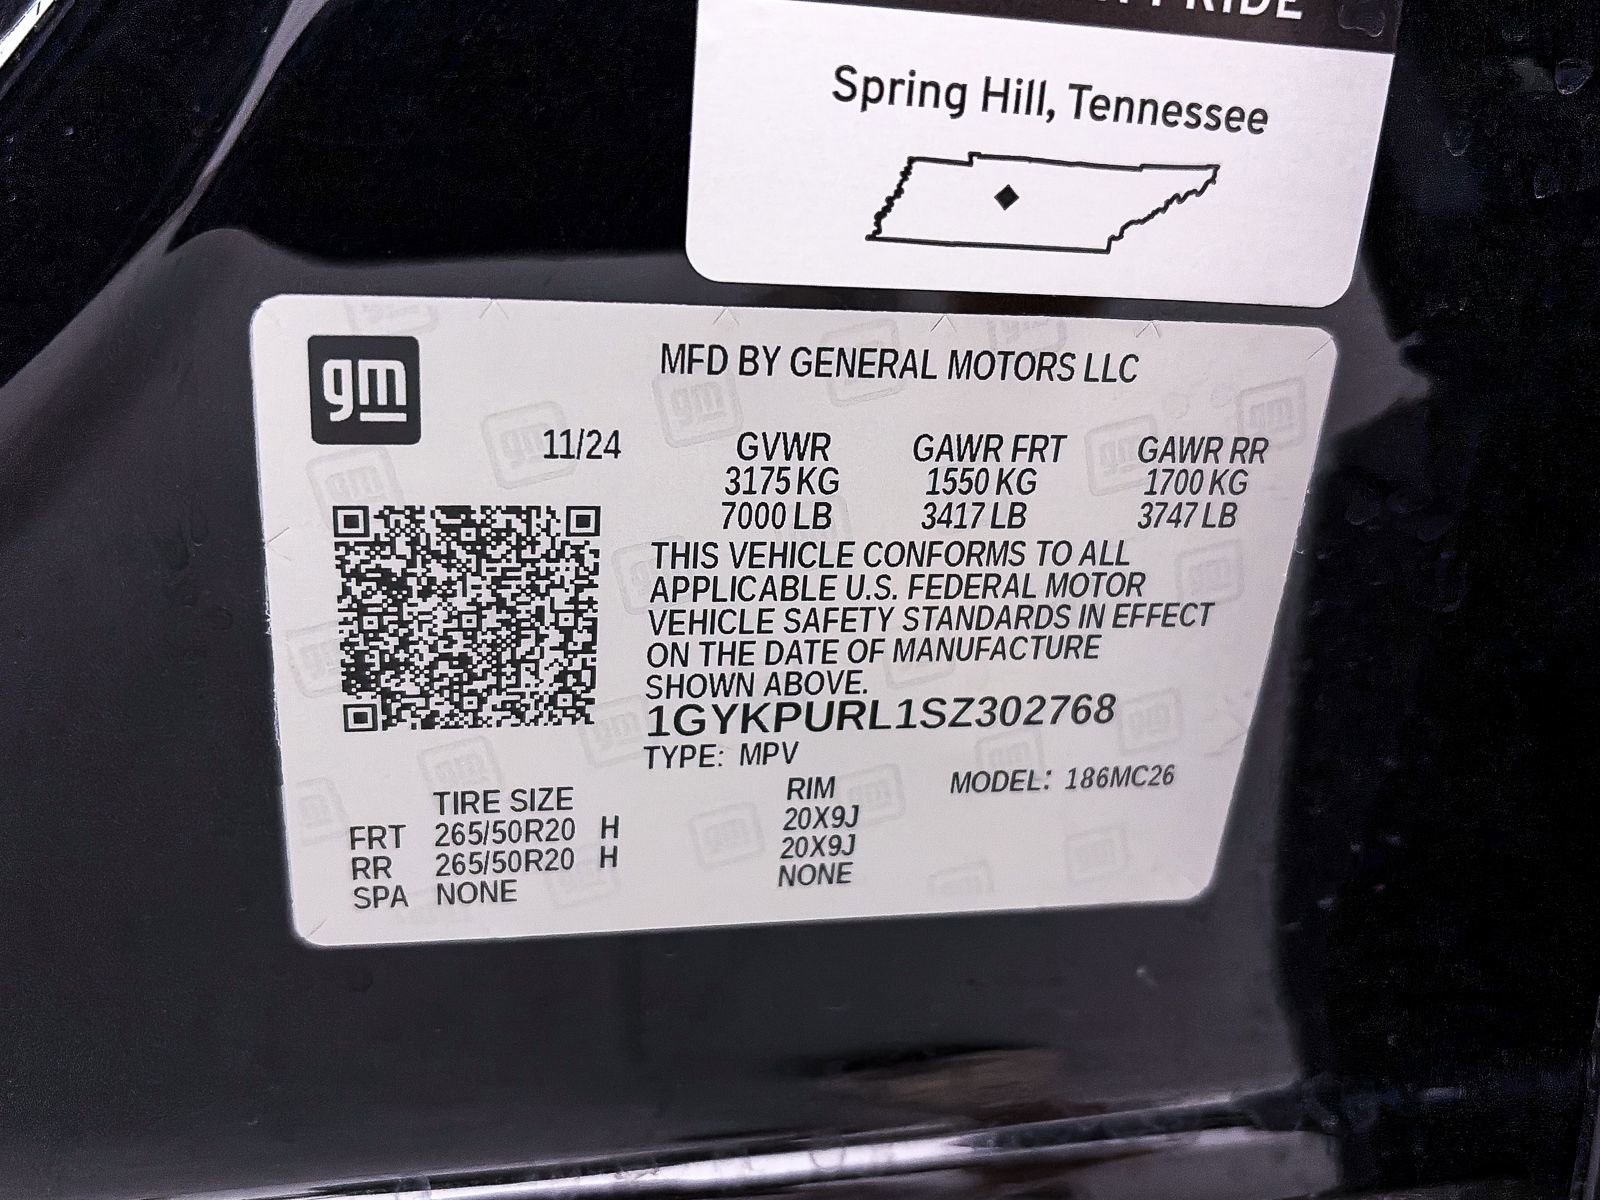 RIDE
Spring Hill, Tennessee
gm
MFD BY GENERAL MOTORS LLC
11/24 GVWR GAWR FRT GAWR RR
3175 KG 1550 KG 1700 KG
7000 LB 3417 LB 3747 LB
THIS VEHICLE CONFORMS TO ALL
APPLICABLE U.S. FEDERAL MOTOR
VEHICLE SAFETY STANDARDS IN EFFECT
ON THE DATE OF MANUFACTURE
SHOWN ABOVE.
1GYKPURL1SZ302768
TYPE: MPV
TIRE SIZE RIM MODEL: 186MC26
FRT 265/50R20 H 20X9J
RR 265/50R20 H 20X9J
SPA NONE NONE